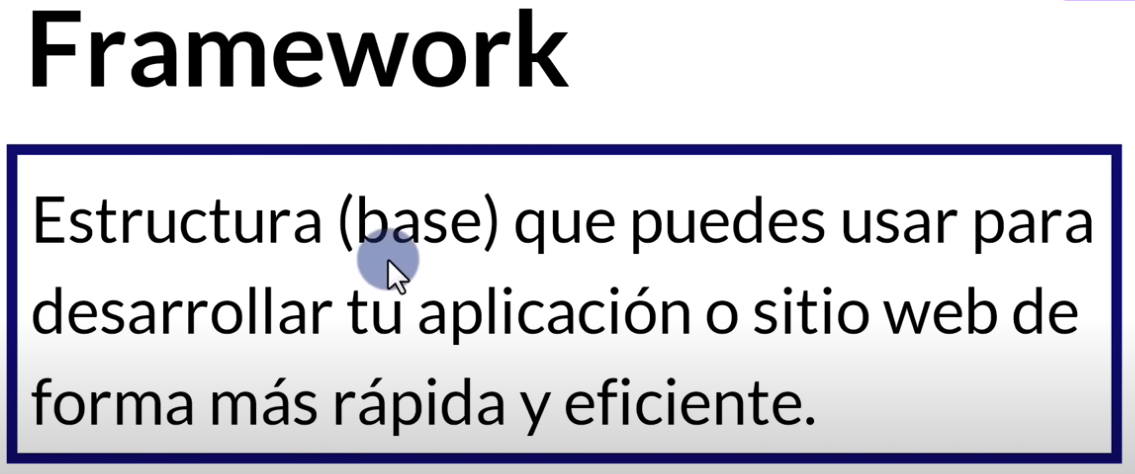 Framework
Estructura (base) que puedes usar para
desarrollar tu aplicación o sitio web de
forma más rápida y eficiente.